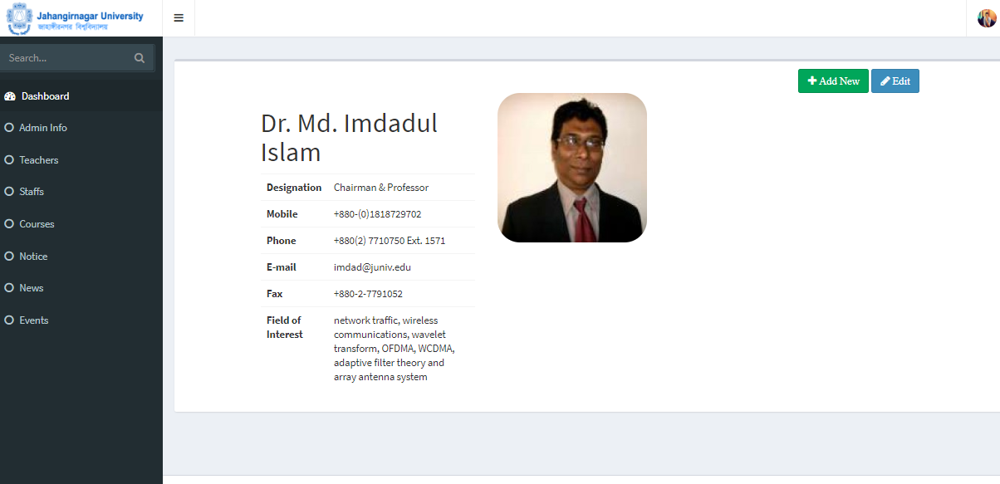 Jahangirnagar University
জাহাঙ্গীরনগর বিশ্ববিদ্যালয়
Search...
Dashboard
Admin Info
Teachers
Staffs
Courses
Notice
News
Events
Add New
Edit
Dr. Md. Imdadul
Islam
Designation Chairman & Professor
Mobile +880-(0)1818729702
Phone +880(2) 7710750 Ext. 1571
E-mail imdad@juniv.edu
Fax +880-2-7791052
Field of Interest
network traffic, wireless
communications, wavelet
transform, OFDMA, WCDMA,
adaptive filter theory and
array antenna system